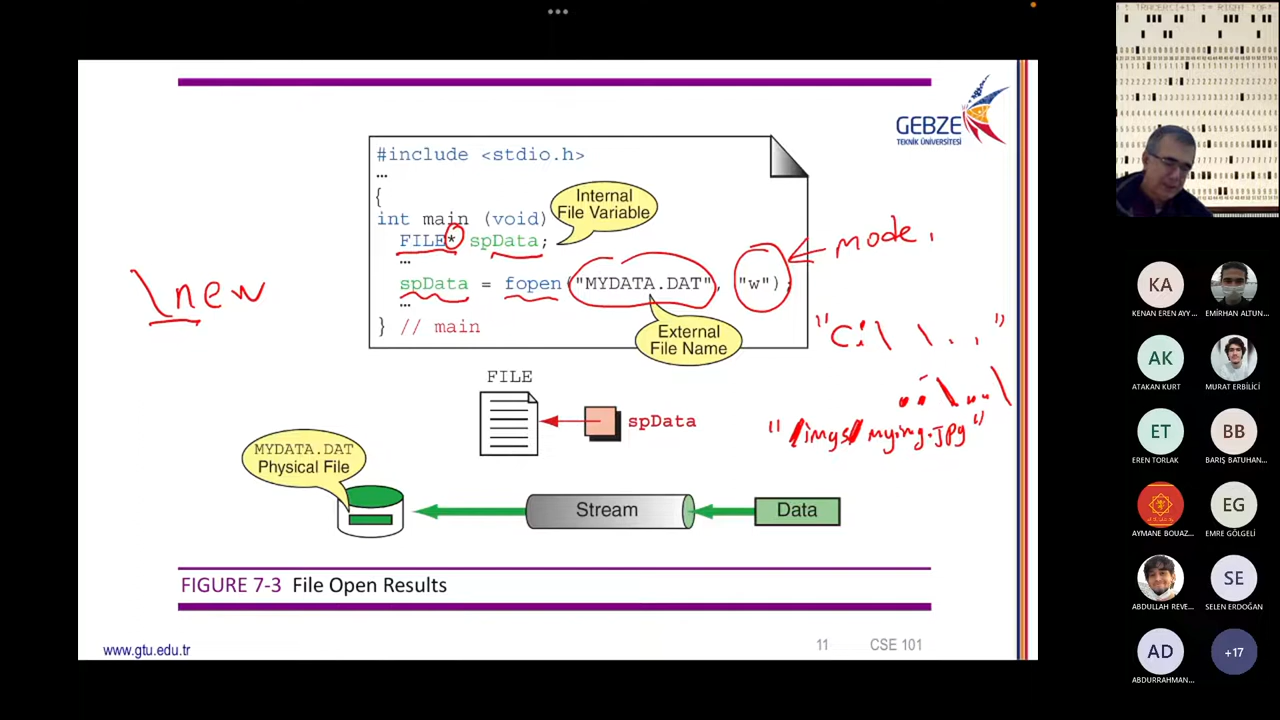 GEBZE
TEKNİK ÜNİVERSİTESİ
#include <stdio.h>
…
{
int main (void)
FILE* spData;
Internal
File Variable
…
spData = fopen("MYDATA.DAT", "w");
…
} // main
External
File Name
mode.
\new
"C:\ \.. "
..\..\
"/imgs/myimg.jpg"
FILE
spData
MYDATA.DAT
Physical File
Stream
Data
FIGURE 7-3 File Open Results
www.gtu.edu.tr
11
CSE 101
KA
KENAN EREN AYY...
EMİRHAN ALTUN...
AK
ATAKAN KURT
MURAT ERBİLİCİ
ET
EREN TORLAK
BB
BARIŞ BATUHAN...
AYMANE BOUAZ...
EG
EMRE GÖLGELİ
ABDULLAH REVE...
SE
SELEN ERDOĞAN
AD
ABDURRAHMAN...
+17